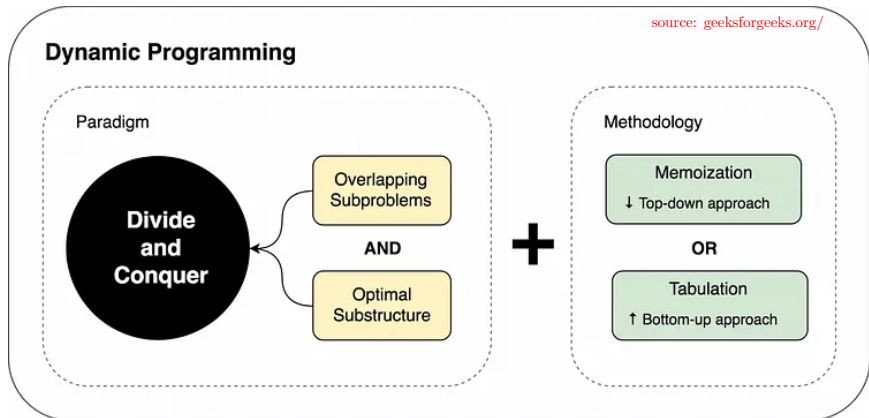 source: geeksforgeeks.org/
Dynamic Programming
Paradigm
Divide
and
Conquer
Overlapping
Subproblems
AND
Optimal
Substructure
+
Methodology
Memoization
↓ Top-down approach
OR
Tabulation
↑ Bottom-up approach